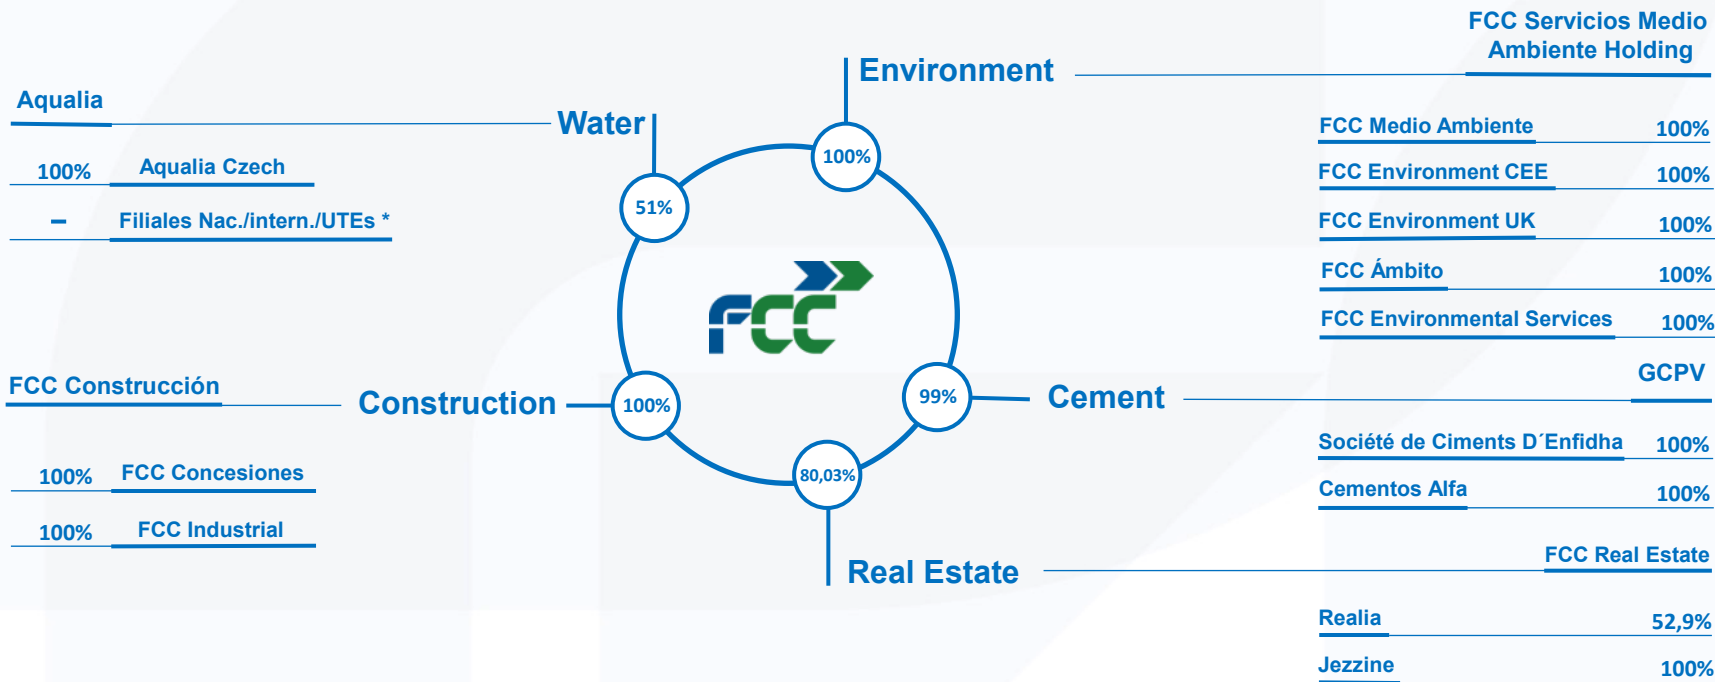 Aqualia
100% Aqualia Czech
– Filiales Nac./intern./UTEs *
Water
51%
Environment
100%
FCC Servicios Medio
Ambiente Holding
FCC Medio Ambiente 100%
FCC Environment CEE 100%
FCC Environment UK 100%
FCC Ámbito 100%
FCC Environmental Services 100%
FCC
FCC Construcción
Construction
100%
100% FCC Concesiones
100% FCC Industrial
99%
Cement
GCPV
Société de Ciments D´Enfidha 100%
Cementos Alfa 100%
80,03%
Real Estate
FCC Real Estate
Realia 52,9%
Jezzine 100%